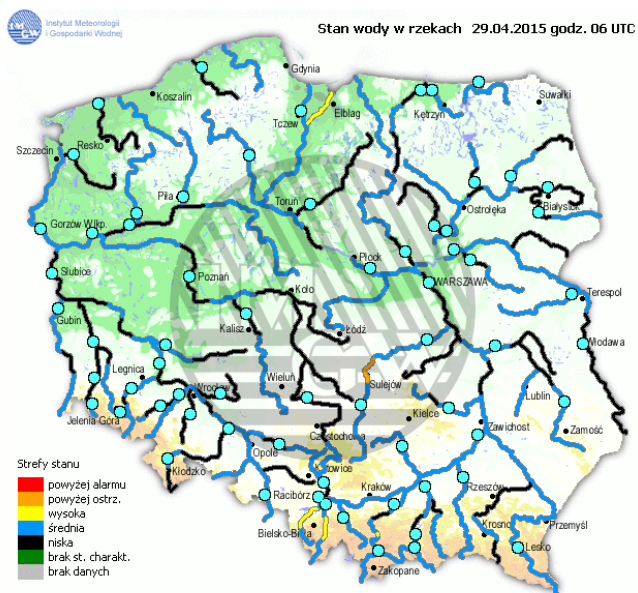 Instytut Meteorologii
i Gospodarki Wodnej
IMGW
Stan wody w rzekach 29.04.2015 godz. 06 UTC
Gdynia
Koszalin
Suwałki
Elbląg
Tczew
Kętrzyn
Szczecin
Resko
Piła
Toruń
Ostrołęka
Białystok
Gorzów Wlkp.
Płock
Słubice
Poznań
Koło
WARSZAWA
Terespol
Gubin
Kalisz
Łódź
Włodawa
Legnica
Wieluń
Sulejów
Wrocław
Lublin
Jelenia Góra
Kielce
Zawichost
Zamość
Częstochowa
Opole
Kłodzko
Katowice
Racibórz
Kraków
Rzeszów
Bielsko-Biała
Krosno
Przemyśl
Lesko
Zakopane
Strefy stanu
powyżej alarmu
powyżej ostrz.
wysoka
średnia
niska
brak st. charakt.
brak danych